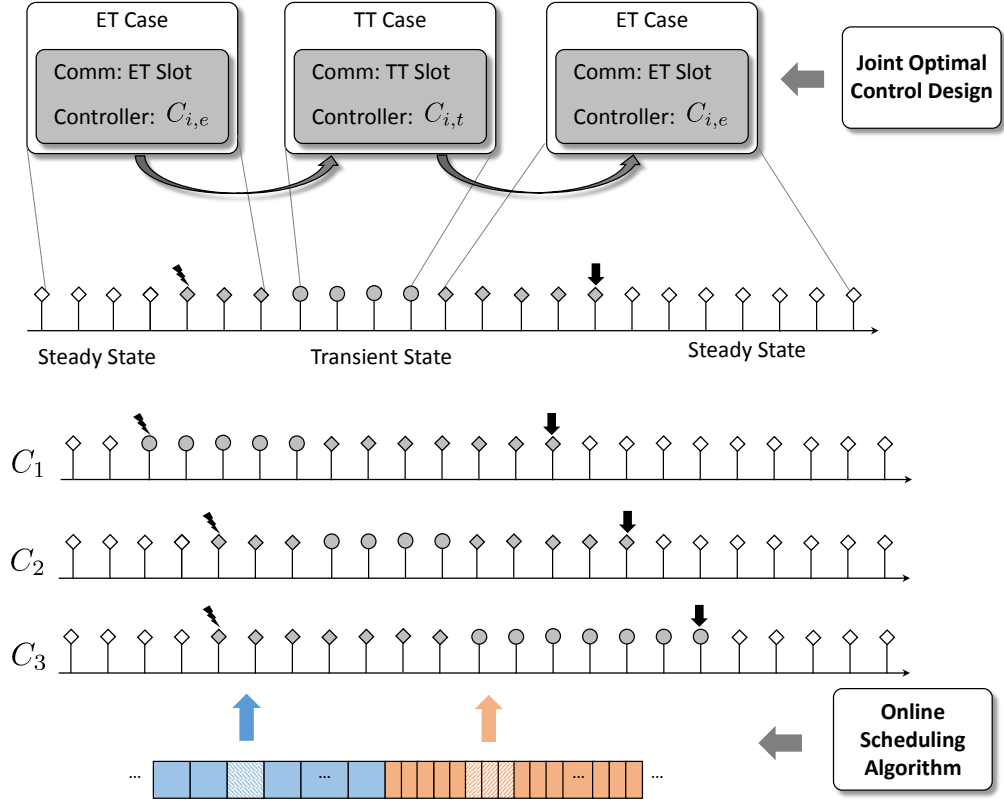 ET Case
Comm: ET Slot
Controller: C_{i,e}
TT Case
Comm: TT Slot
Controller: C_{i,t}
ET Case
Comm: ET Slot
Controller: C_{i,e}
Joint Optimal
Control Design
Steady State
Transient State
Steady State
C_1
C_2
C_3
Online
Scheduling
Algorithm
...
...
...
...